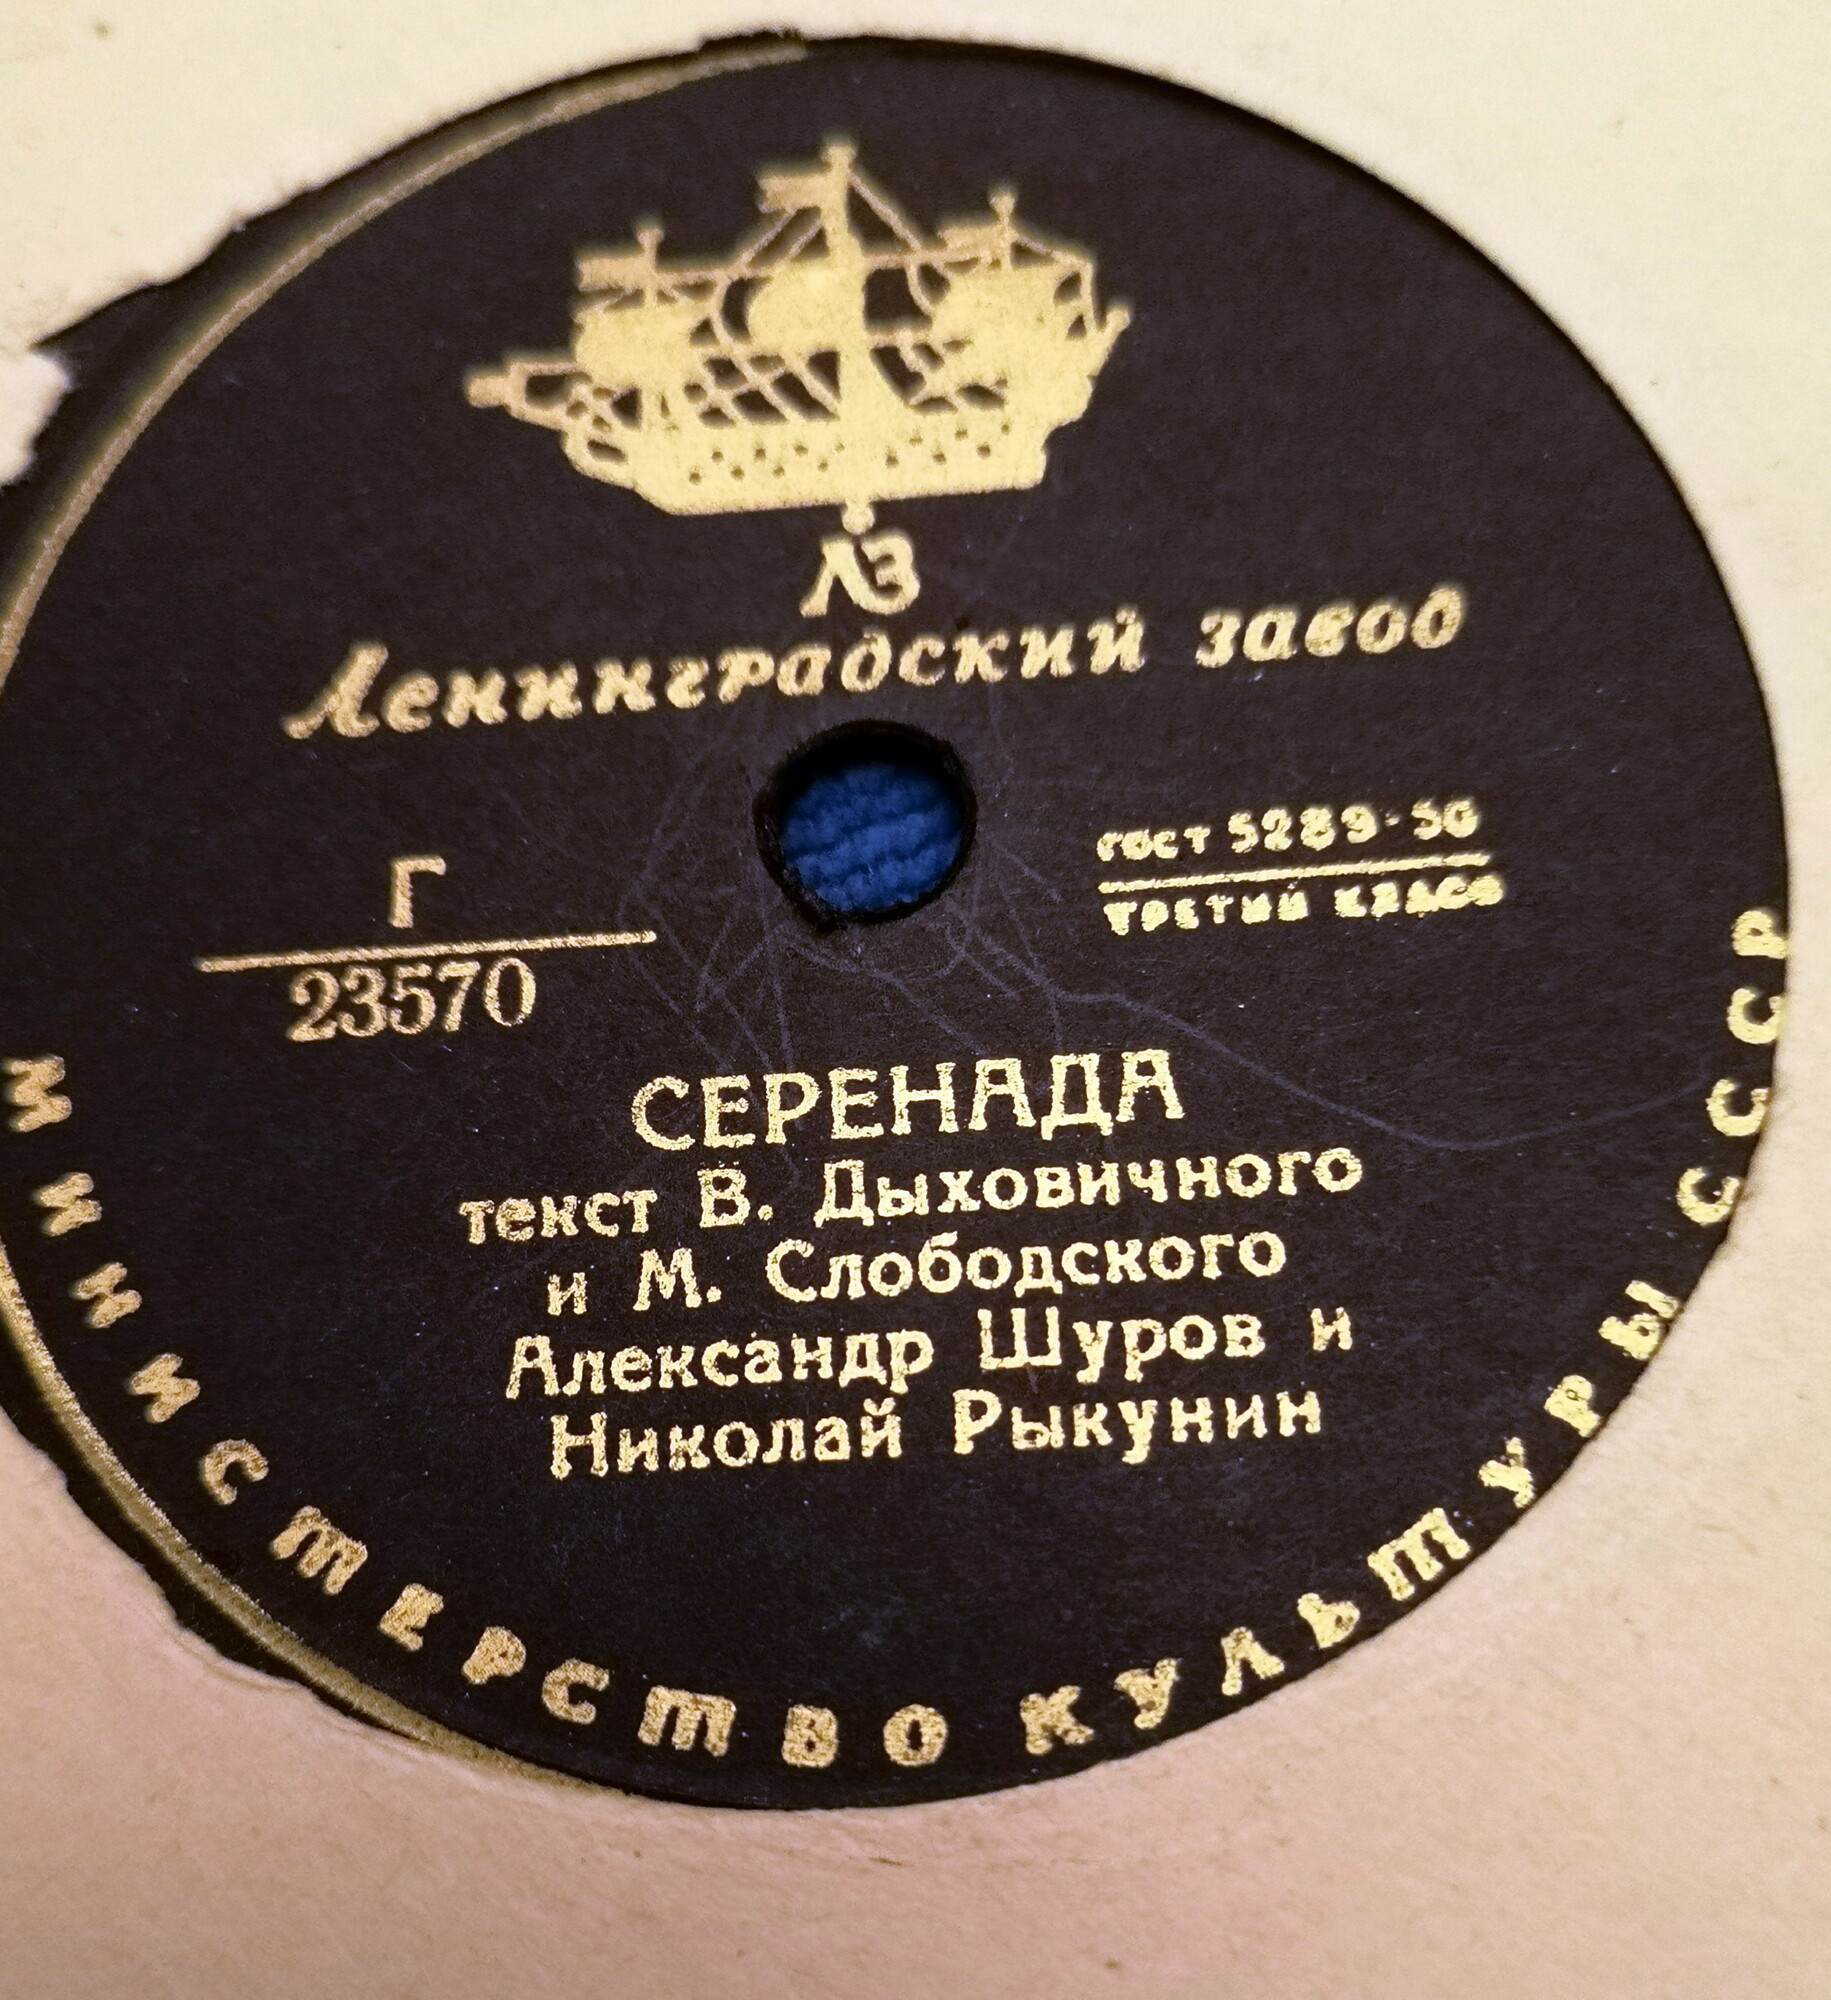 ЛЗ
Ленинградский завод
Г
23570
ГОСТ 5289-56
ТРЕТИЙ КЛАСС
СЕРЕНАДА
текст В. Дыховичного
и М. Слободского
Александр Шуров и
Николай Рыкунин
МИНИСТЕРСТВО КУЛЬТУРЫ СССР